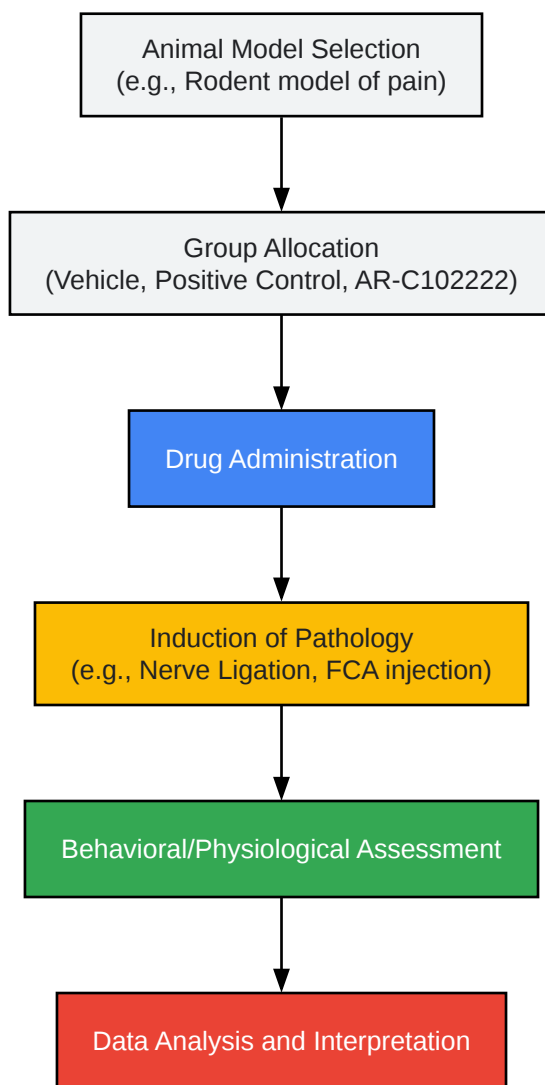 Animal Model Selection
(e.g., Rodent model of pain)
Group Allocation
(Vehicle, Positive Control, AR-C102222)
Drug Administration
Induction of Pathology
(e.g., Nerve Ligation, FCA injection)
Behavioral/Physiological Assessment
Data Analysis and Interpretation